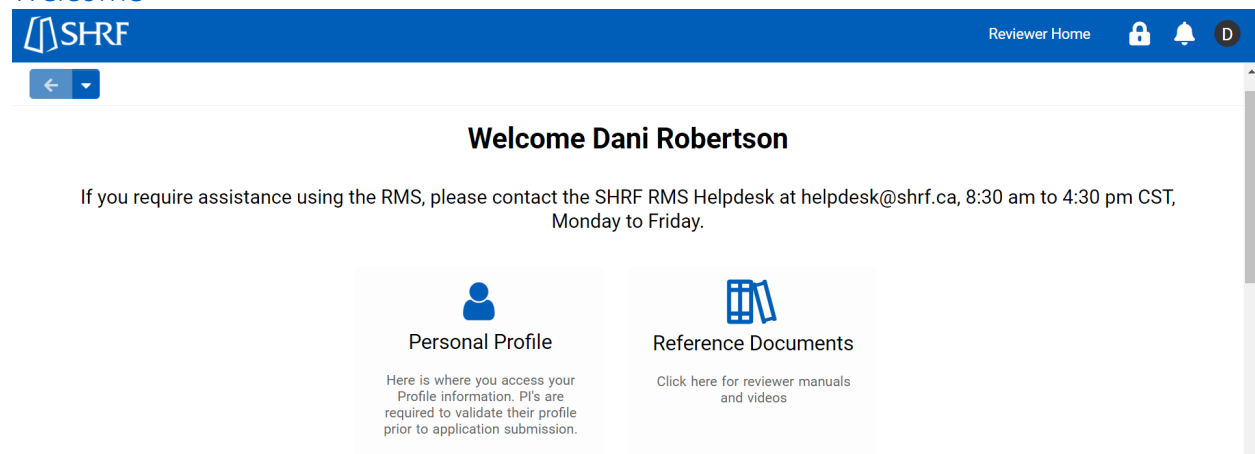 Welcome
SHRF
Reviewer Home
D
Welcome Dani Robertson
If you require assistance using the RMS, please contact the SHRF RMS Helpdesk at helpdesk@shrf.ca, 8:30 am to 4:30 pm CST,
Monday to Friday.
Personal Profile
Here is where you access your
Profile information. PI's are
required to validate their profile
prior to application submission.
Reference Documents
Click here for reviewer manuals
and videos